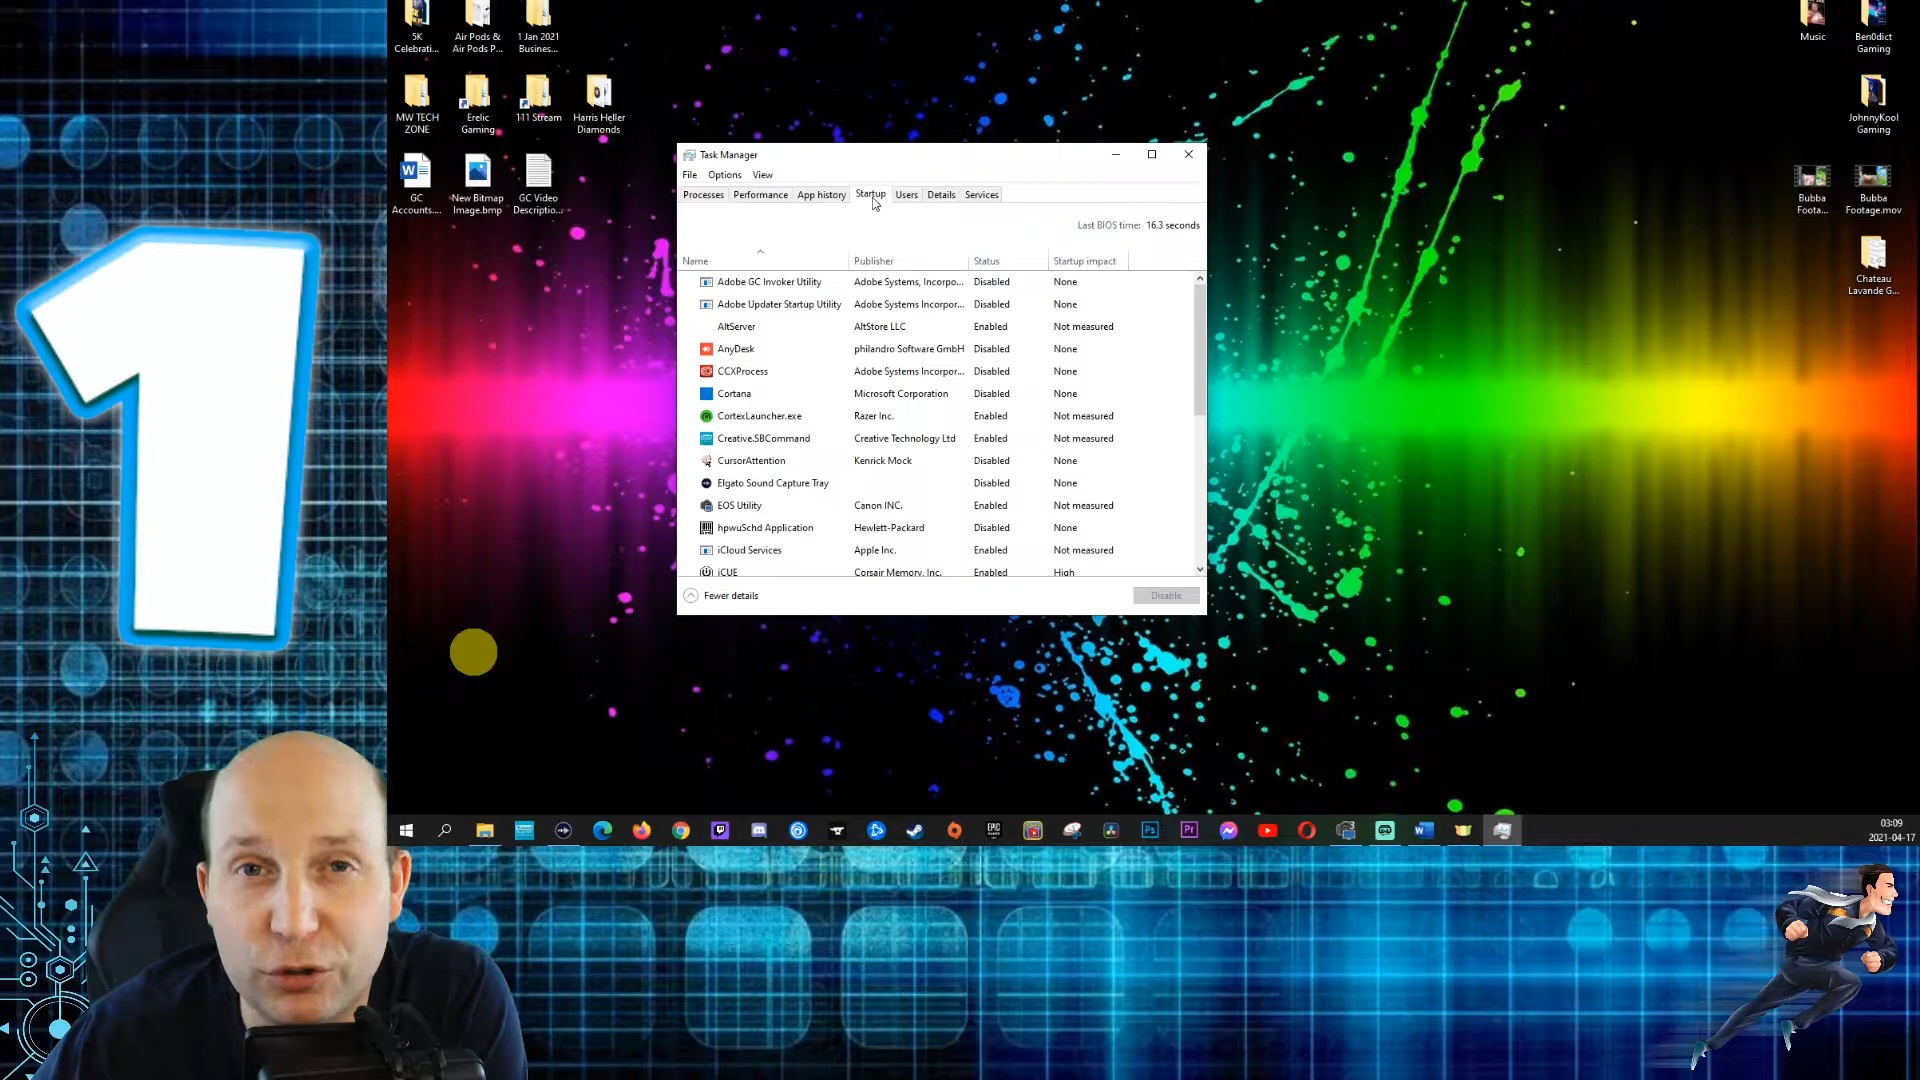 1
5K
Celebrati...
Air Pods &
Air Pods P...
1 Jan 2021
Busines...
Music
Ben0dict
Gaming
MW TECH
ZONE
Erelic
Gaming
111 Stream
Harris Heller
Diamonds
JohnnyKool
Gaming
GC
Accounts....
New Bitmap
Image.bmp
GC Video
Descriptio...
Bubba
Foota...
Bubba
Footage.mov
Chateau
Lavande G...
Task Manager
File Options View
Processes Performance App history Startup Users Details Services
Last BIOS time: 16.3 seconds
Name Publisher Status Startup impact
Adobe GC Invoker Utility Adobe Systems, Incorpo... Disabled None
Adobe Updater Startup Utility Adobe Systems Incorpor... Disabled None
AltServer AltStore LLC Enabled Not measured
AnyDesk philandro Software GmbH Disabled None
CCXProcess Adobe Systems Incorpor... Disabled None
Cortana Microsoft Corporation Disabled None
CortexLauncher.exe Razer Inc. Enabled Not measured
Creative.SBCommand Creative Technology Ltd Enabled Not measured
CursorAttention Kenrick Mock Disabled None
Elgato Sound Capture Tray Disabled None
EOS Utility Canon INC. Enabled Not measured
hpwuSchd Application Hewlett-Packard Disabled None
iCloud Services Apple Inc. Enabled Not measured
iCUE Corsair Memory, Inc. Enabled High
Fewer details Disable
EPIC
Ps
Pr
03:09
2021-04-17